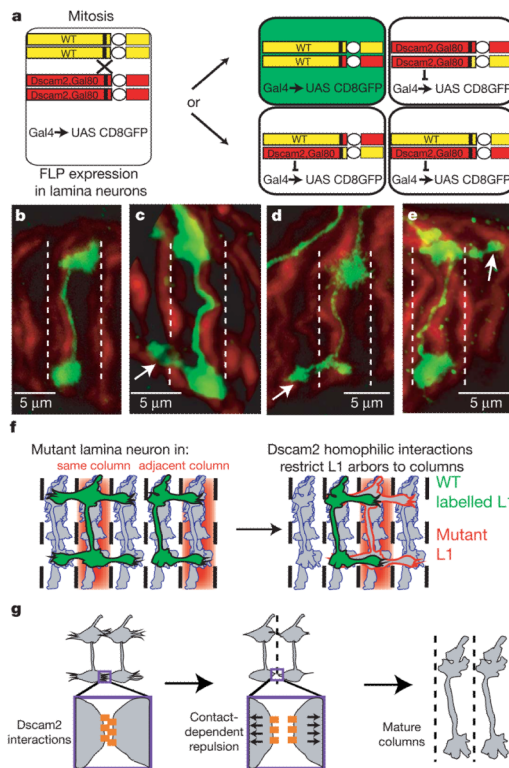 a
Mitosis
WT
WT
Dscam2,Gal80
Dscam2,Gal80
Gal4 UAS CD8GFP
FLP expression
in lamina neurons
or
WT
WT
Gal4 UAS CD8GFP
Dscam2,Gal80
Dscam2,Gal80
Gal4 UAS CD8GFP
WT
Dscam2,Gal80
Gal4 UAS CD8GFP
WT
Dscam2,Gal80
Gal4 UAS CD8GFP
b
5 μm
c
5 μm
d
5 μm
e
5 μm
f
Mutant lamina neuron in:
same column adjacent column
Dscam2 homophilic interactions
restrict L1 arbors to columns
WT
labelled L1
Mutant
L1
g
Dscam2
interactions
Contact-
dependent
repulsion
Mature
columns